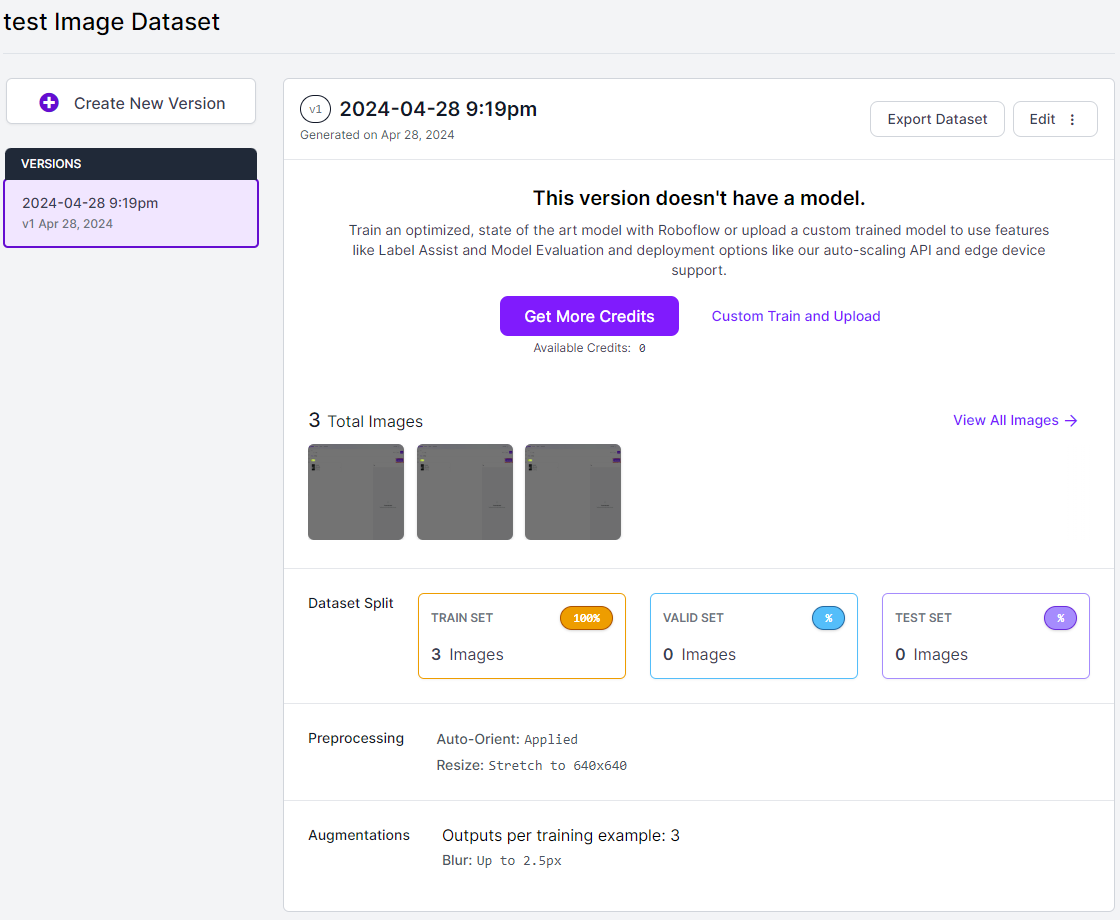 test Image Dataset
Create New Version
VERSIONS
2024-04-28 9:19pm
v1 Apr 28, 2024
v1 2024-04-28 9:19pm
Generated on Apr 28, 2024
Export Dataset
Edit
This version doesn't have a model.
Train an optimized, state of the art model with Roboflow or upload a custom trained model to use features
like Label Assist and Model Evaluation and deployment options like our auto-scaling API and edge device
support.
Get More Credits
Custom Train and Upload
Available Credits: 0
3 Total Images
View All Images →
Dataset Split
TRAIN SET 100%
3 Images
VALID SET %
0 Images
TEST SET %
0 Images
Preprocessing
Auto-Orient: Applied
Resize: Stretch to 640x640
Augmentations
Outputs per training example: 3
Blur: Up to 2.5px